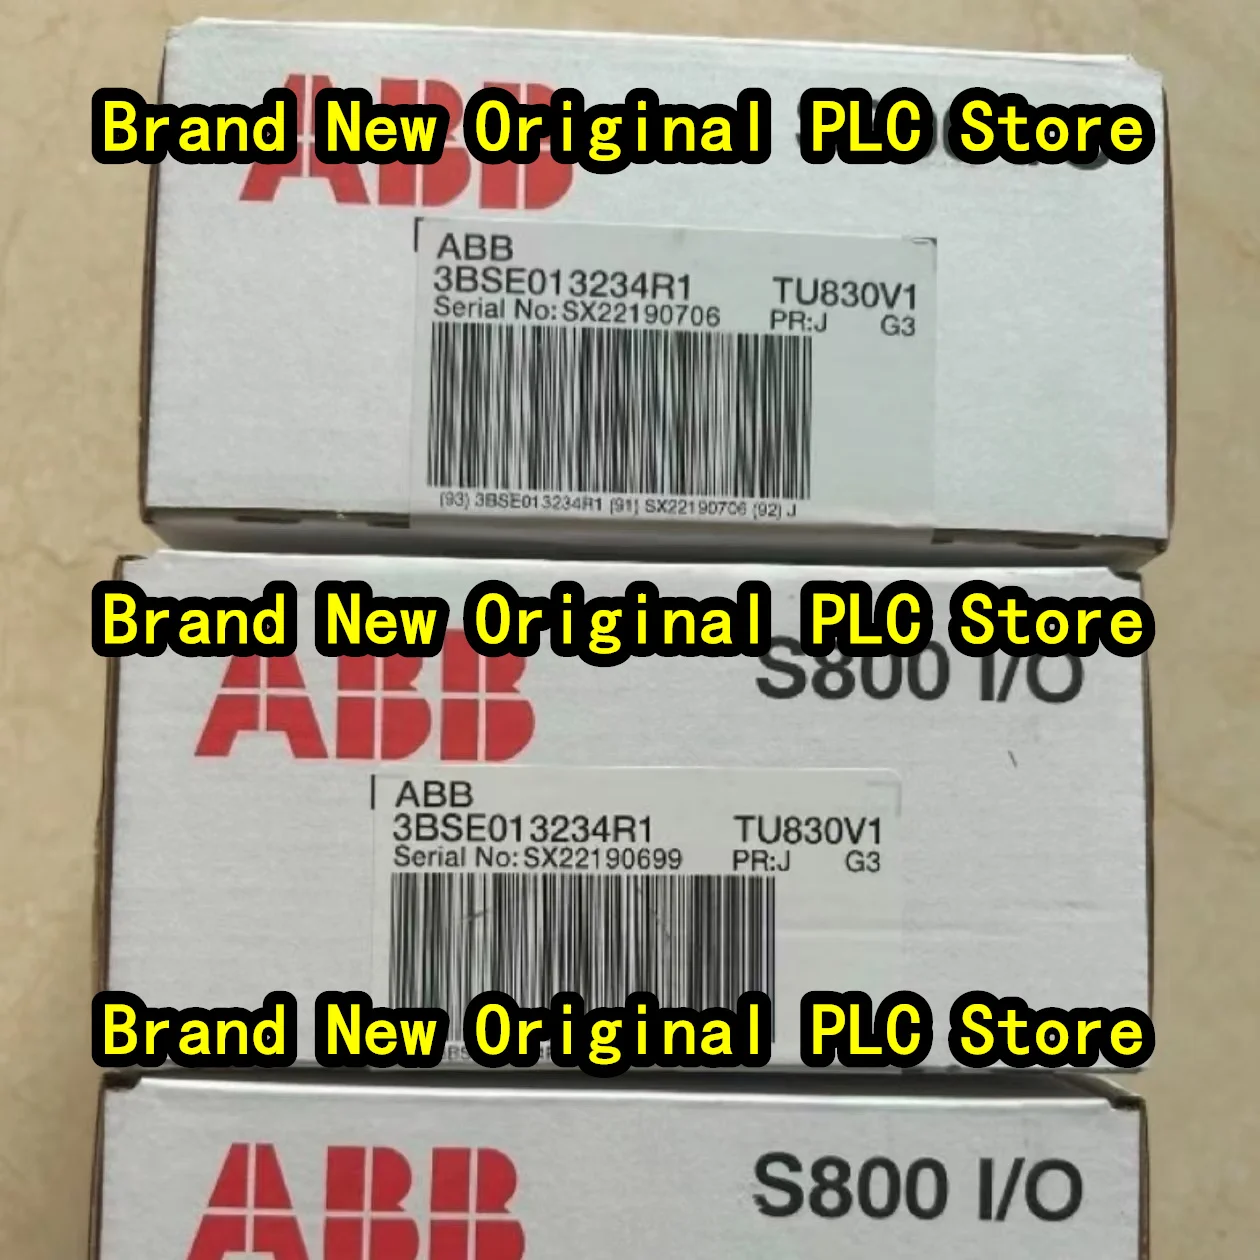 Brand New Original PLC Store
ABB
ABB
3BSE013234R1 TU830V1
Serial No: SX22190706 PR:J G3
(93) 3BSE013234R1 (91) SX22190706 (92) J
Brand New Original PLC Store
ABB S800 I/O
ABB
3BSE013234R1 TU830V1
Serial No: SX22190699 PR:J G3
Brand New Original PLC Store
ABB S800 I/O